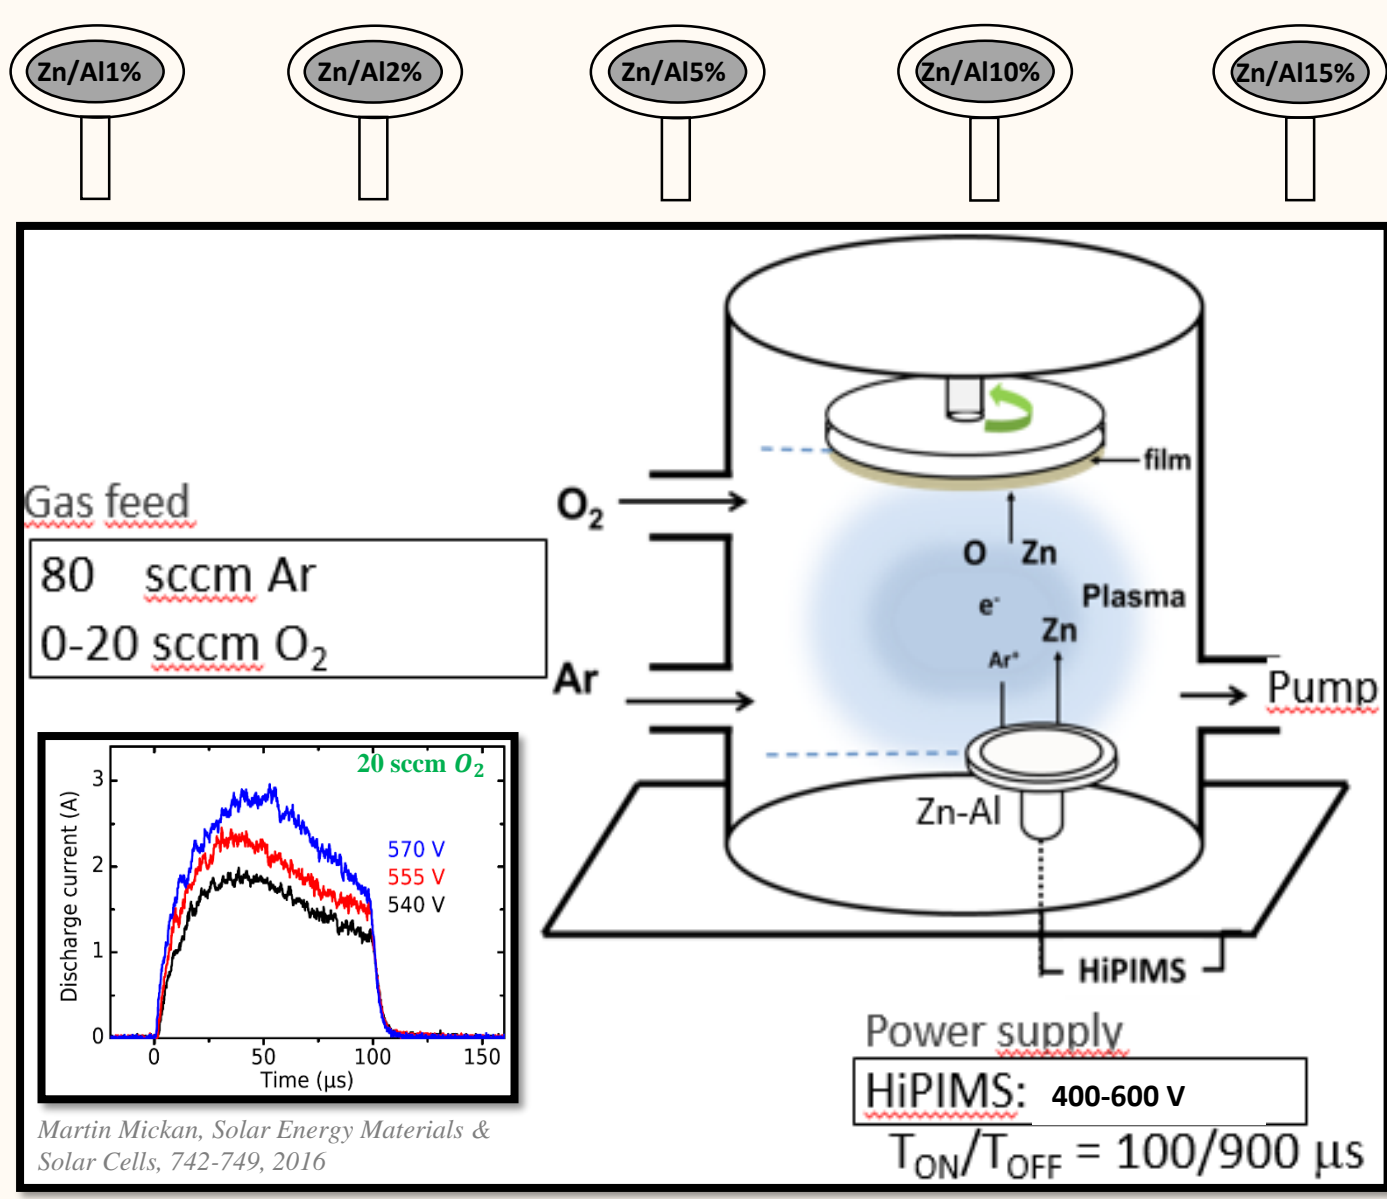 Zn/Al1%
Zn/Al2%
Zn/Al5%
Zn/Al10%
Zn/Al15%
film
Gas feed
O₂
80 sccm Ar
0-20 sccm O₂
O Zn
e⁻
Plasma
Zn
Ar⁺
Ar
Pump
Zn-Al
20 sccm O₂
570 V
555 V
540 V
Discharge current (A)
3
2
1
0
0 50 100 150
Time (µs)
HiPIMS
Power supply
HiPIMS: 400-600 V
T_ON/T_OFF = 100/900 µs
Martin Mickan, Solar Energy Materials &
Solar Cells, 742-749, 2016